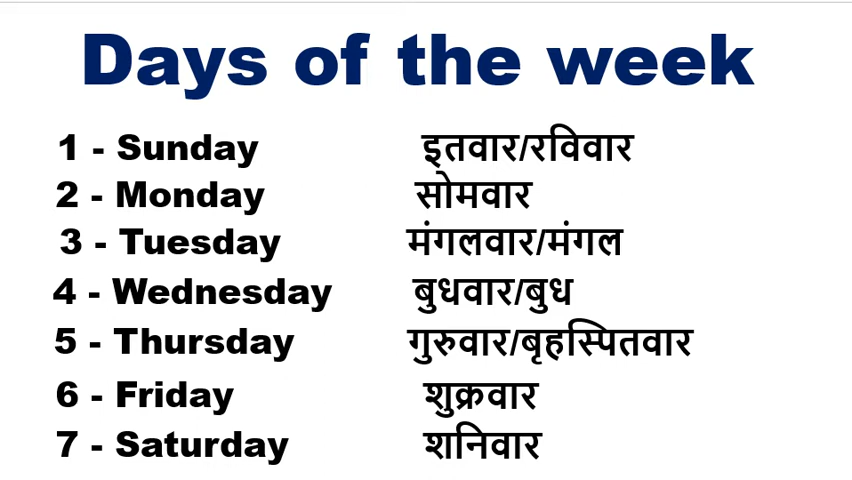 Days of the week
1 - Sunday इतवार/रविवार
2 - Monday सोमवार
3 - Tuesday मंगलवार/मंगल
4 - Wednesday बुधवार/बुध
5 - Thursday गुरुवार/बृहस्पितवार
6 - Friday शुक्रवार
7 - Saturday शनिवार